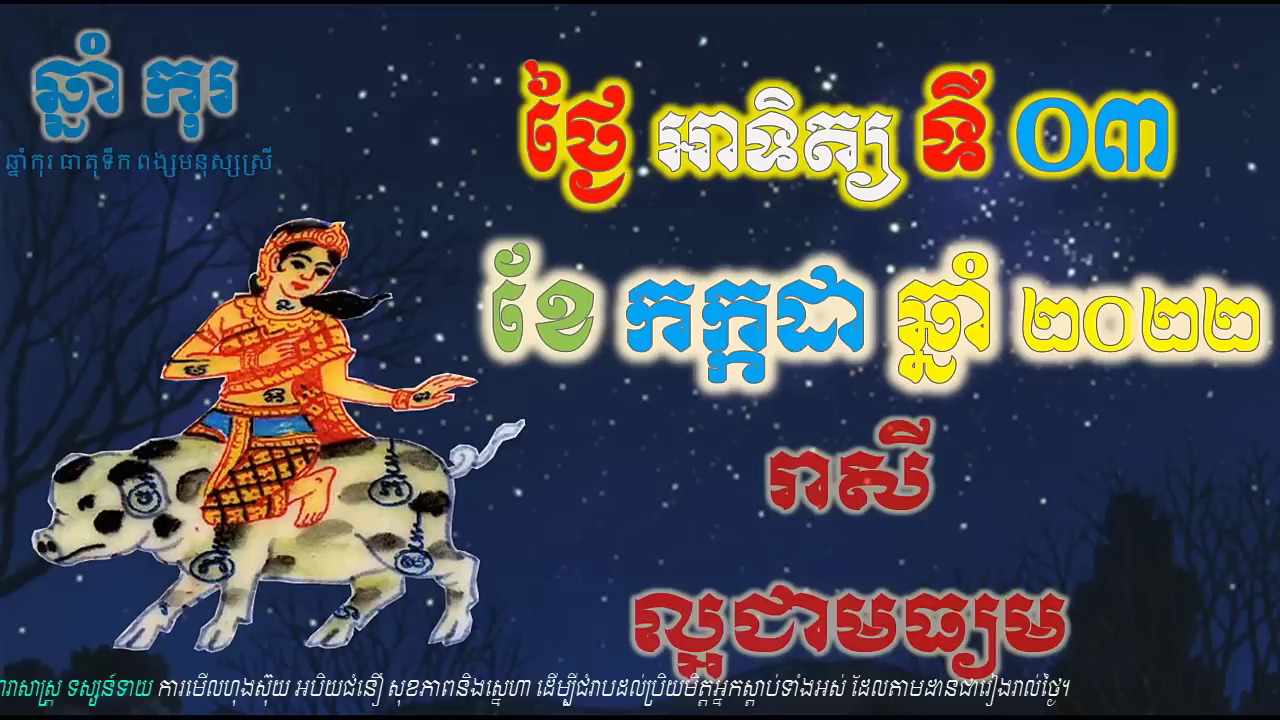 ឆ្នាំ កុរ
ឆ្នាំកុរ ធាតុទឹក ពង្សមនុស្សស្រី
ថ្ងៃ អាទិត្យ ទី ០៣
ខែ កក្កដា ឆ្នាំ ២០២២
រាសី
ល្អជាមធ្យម
រាសាស្ត្រ ទស្សន៍ទាយ ការមើលហុងស៊ុយ អបិយជំនឿ សុខភាពនិងស្នេហា ដើម្បីជំរាបដល់ប្រិយមិត្តអ្នកស្តាប់ទាំងអស់ ដែលតាមដានជារៀងរាល់ថ្ងៃ។